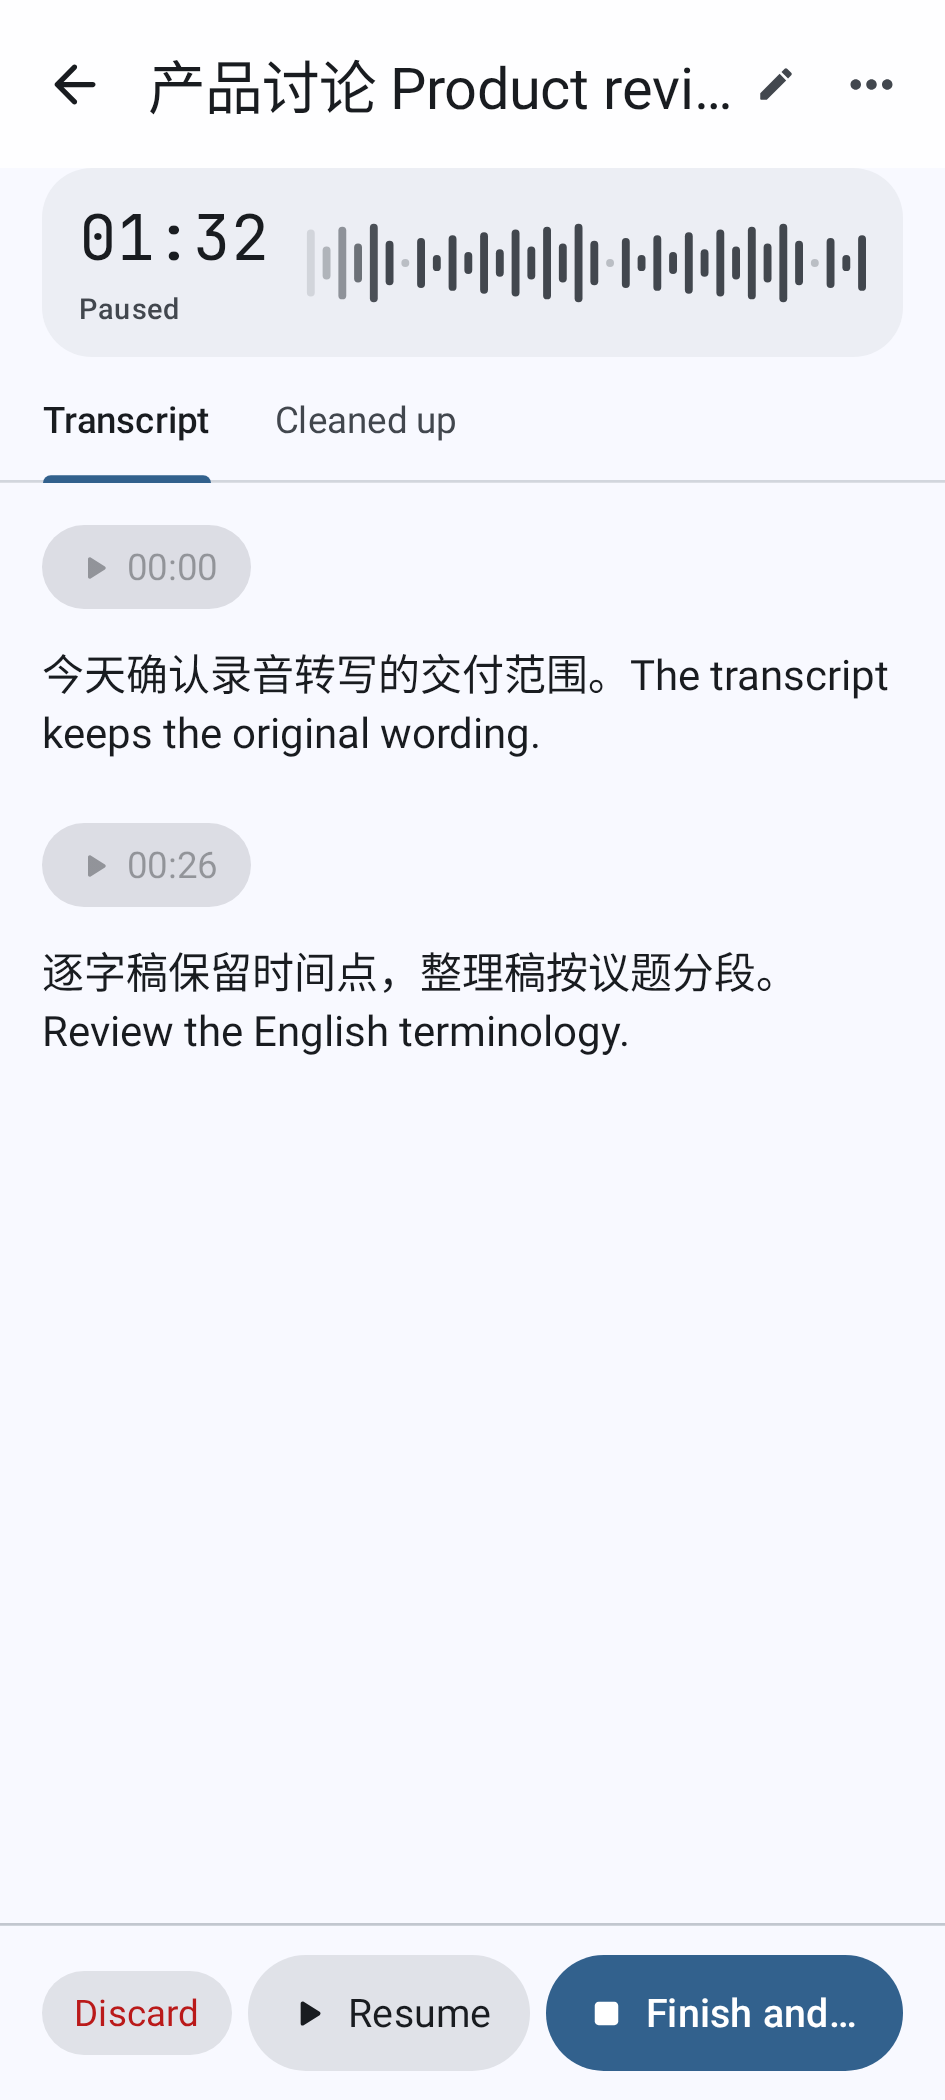 产品讨论 Product revi…
01:32
Paused
Transcript
Cleaned up
00:00
今天确认录音转写的交付范围。The transcript
keeps the original wording.
00:26
逐字稿保留时间点，整理稿按议题分段。
Review the English terminology.
Discard
Resume
Finish and…